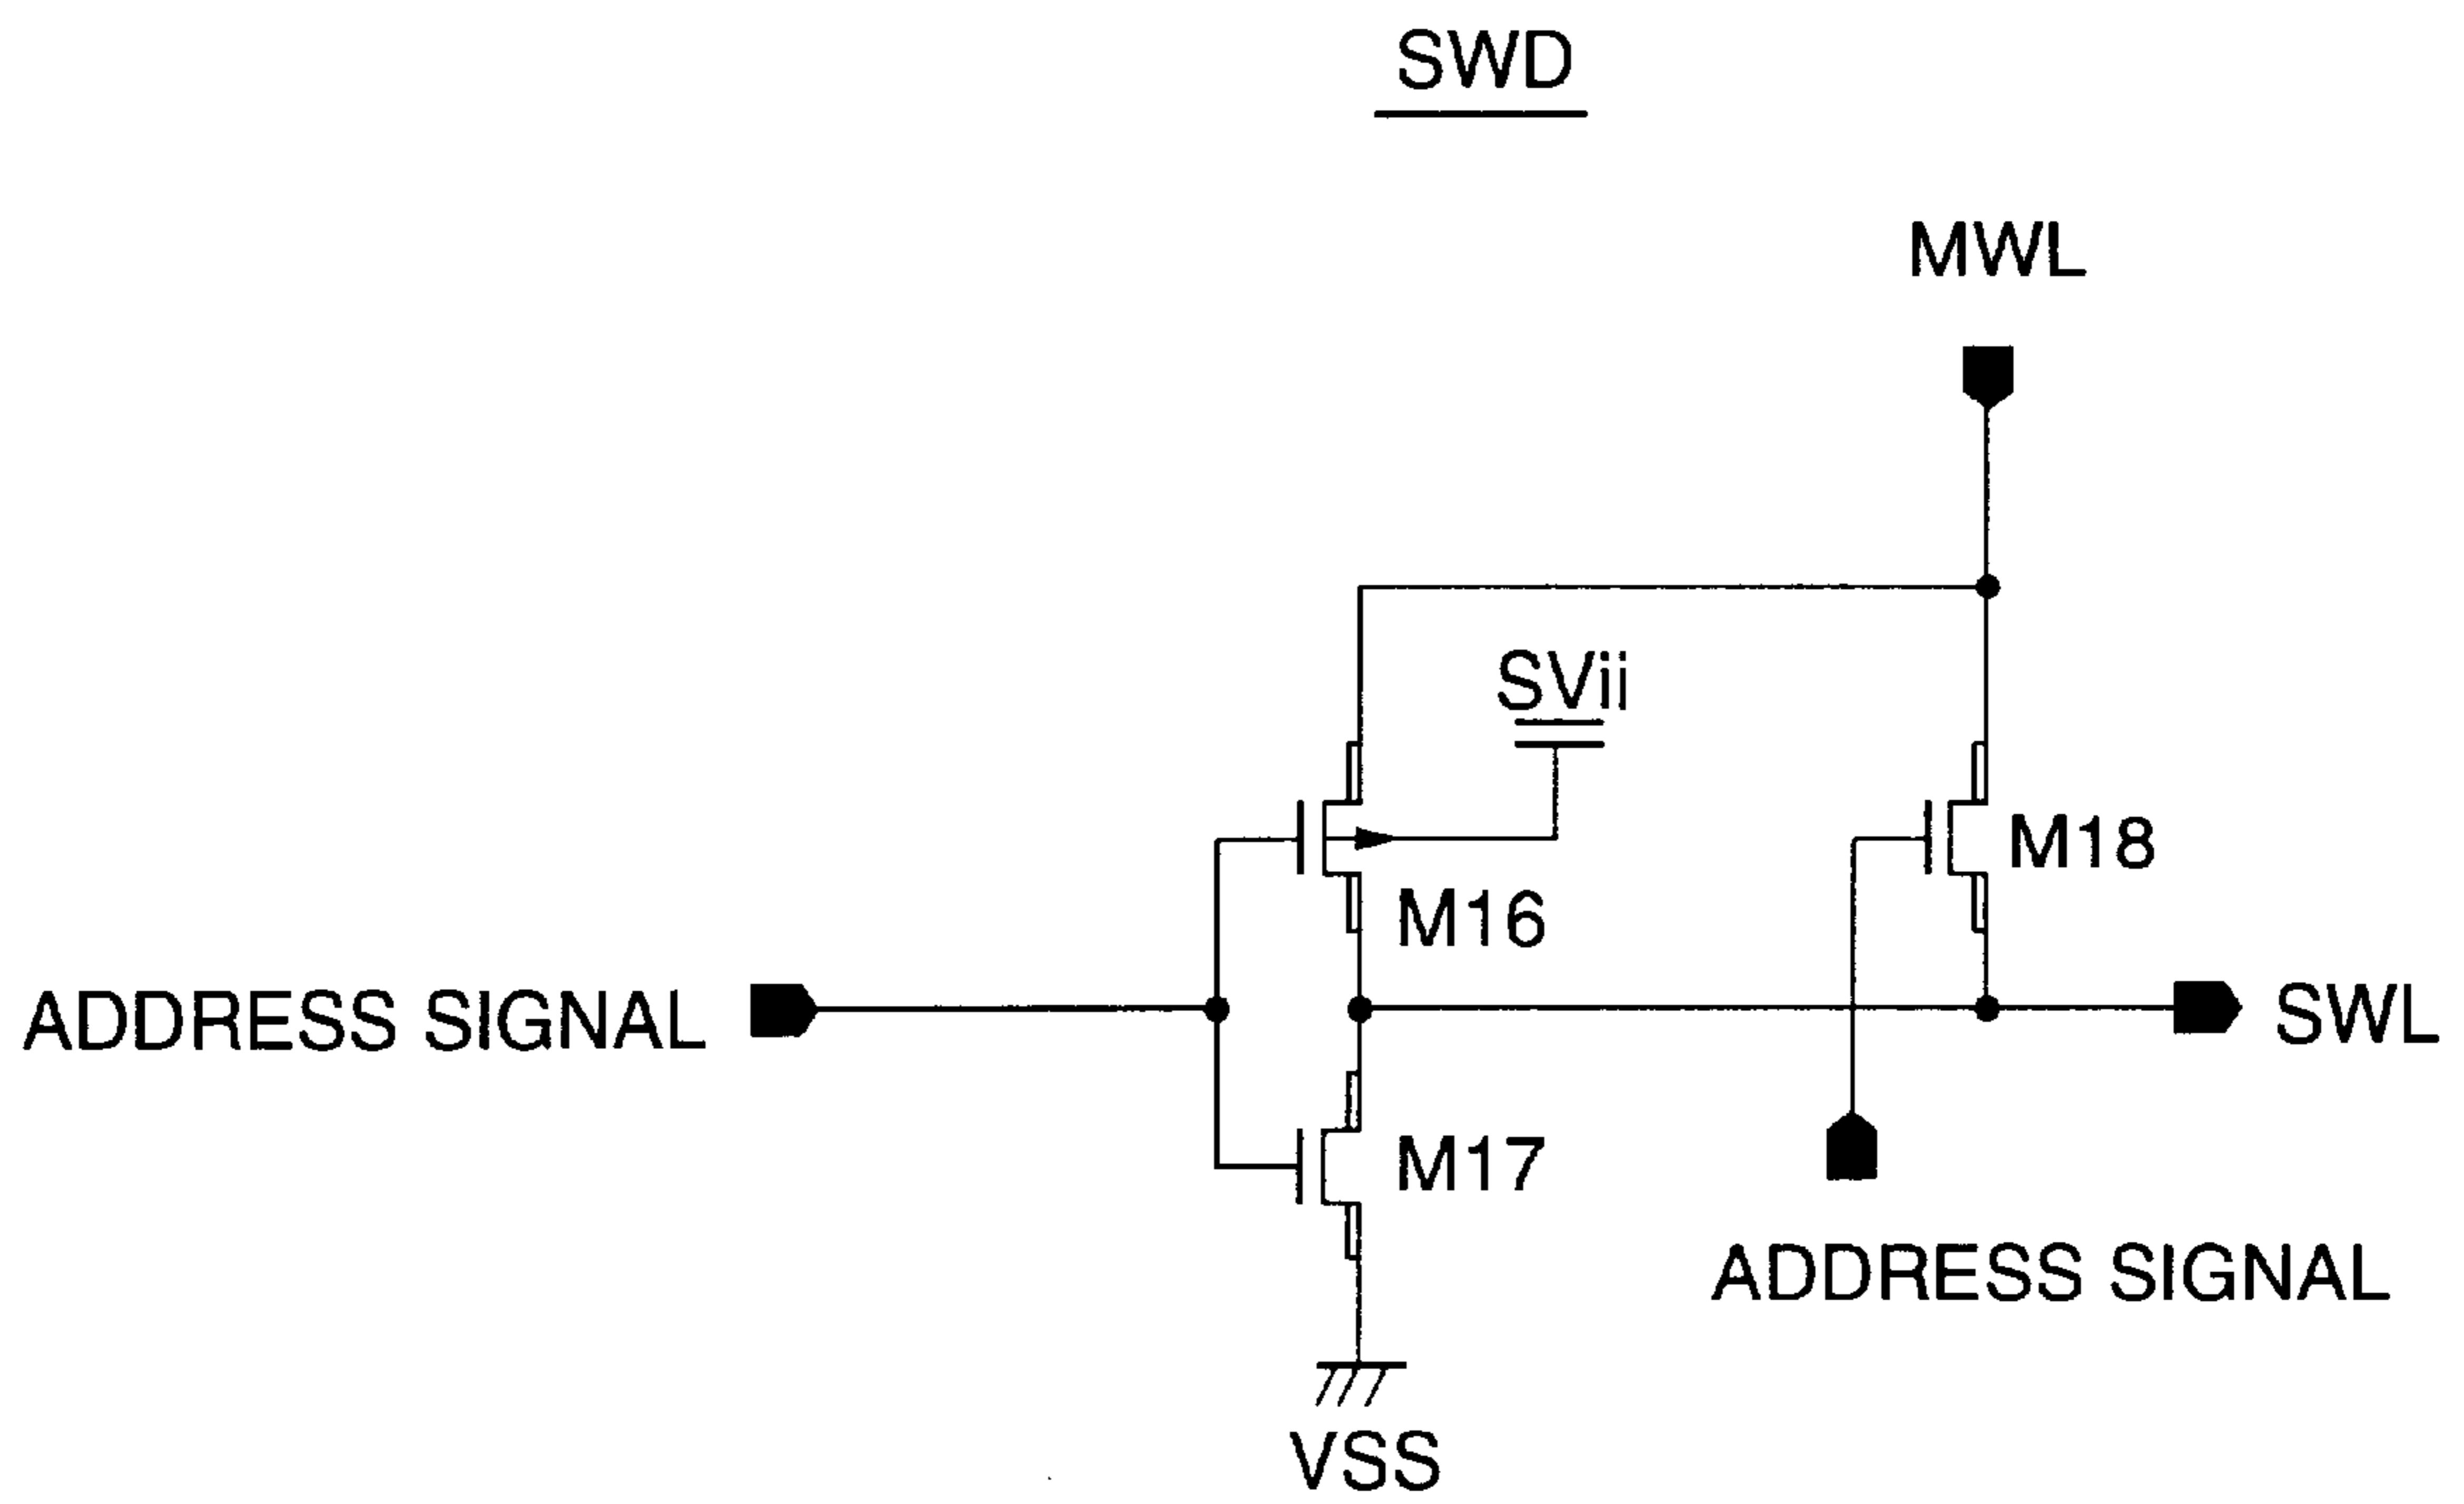 SWD
MWL
SVii
M18
M16
ADDRESS SIGNAL
SWL
M17
ADDRESS SIGNAL
VSS